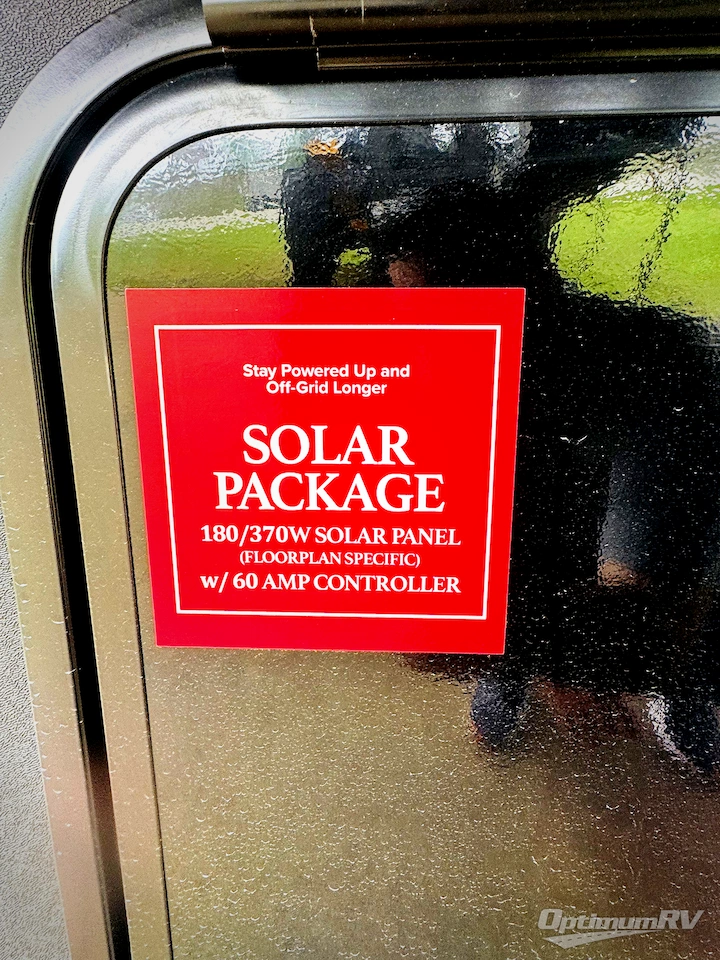 Stay Powered Up and
Off-Grid Longer
SOLAR
PACKAGE
180/370W SOLAR PANEL
(FLOORPLAN SPECIFIC)
w/ 60 AMP CONTROLLER
OptimumRV